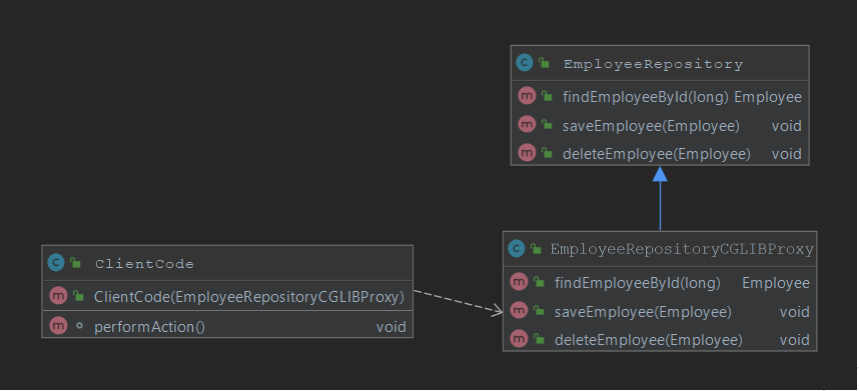 EmployeeRepository
findEmployeeById(long) Employee
saveEmployee(Employee) void
deleteEmployee(Employee) void
EmployeeRepositoryCGLIBProxy
findEmployeeById(long) Employee
saveEmployee(Employee) void
deleteEmployee(Employee) void
ClientCode
ClientCode(EmployeeRepositoryCGLIBProxy)
performAction() void